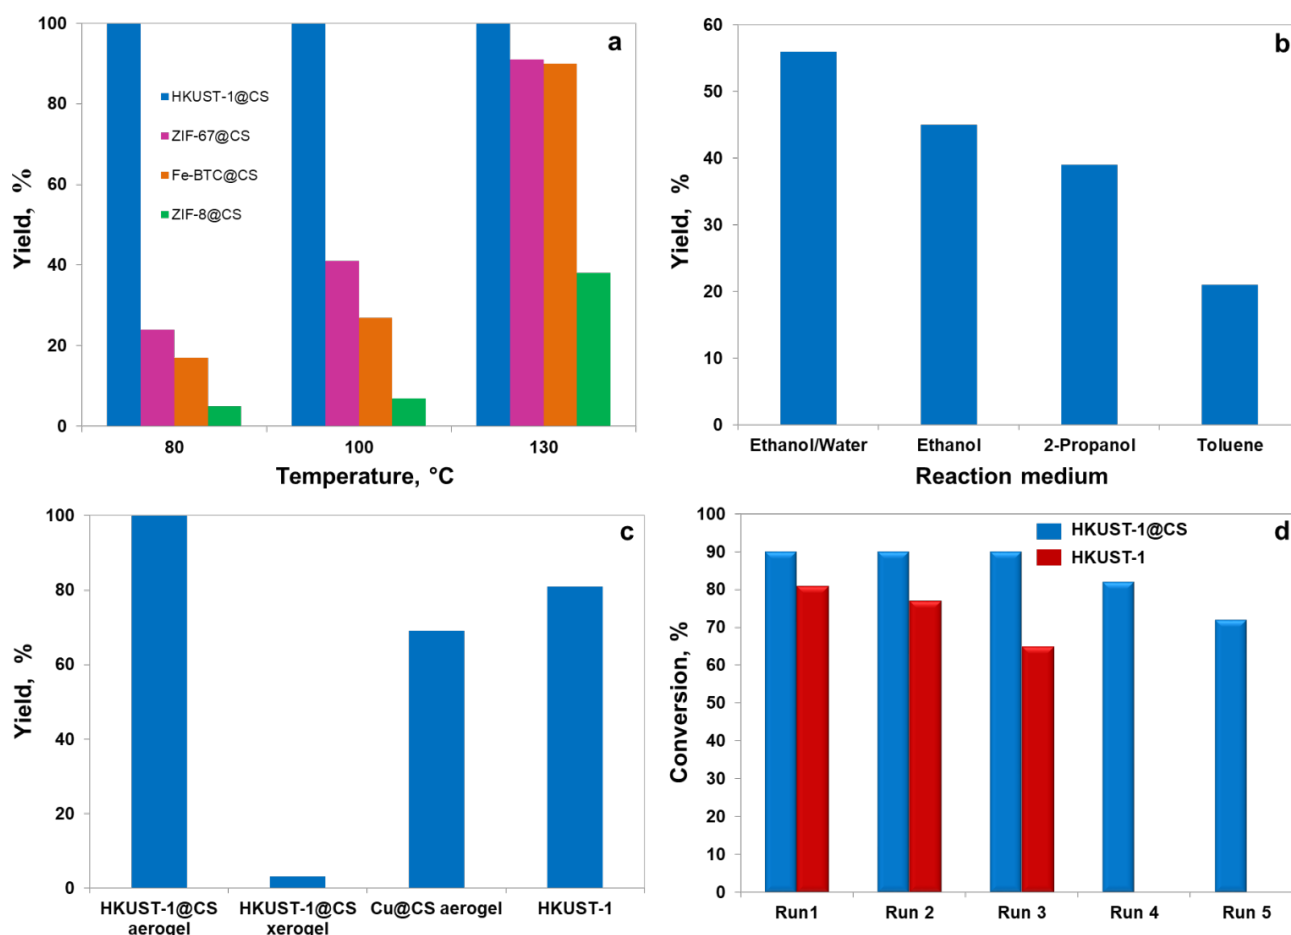 a
100
80
60
40
20
0
Yield, %
HKUST-1@CS
ZIF-67@CS
Fe-BTC@CS
ZIF-8@CS
80 100 130
Temperature, °C
b
60
50
40
30
20
10
0
Yield, %
Ethanol/Water Ethanol 2-Propanol Toluene
Reaction medium
c
100
80
60
40
20
0
Yield, %
HKUST-1@CS aerogel
HKUST-1@CS xerogel
Cu@CS aerogel
HKUST-1
d
100
90
80
70
60
50
40
30
20
10
0
Conversion, %
HKUST-1@CS
HKUST-1
Run1 Run 2 Run 3 Run 4 Run 5